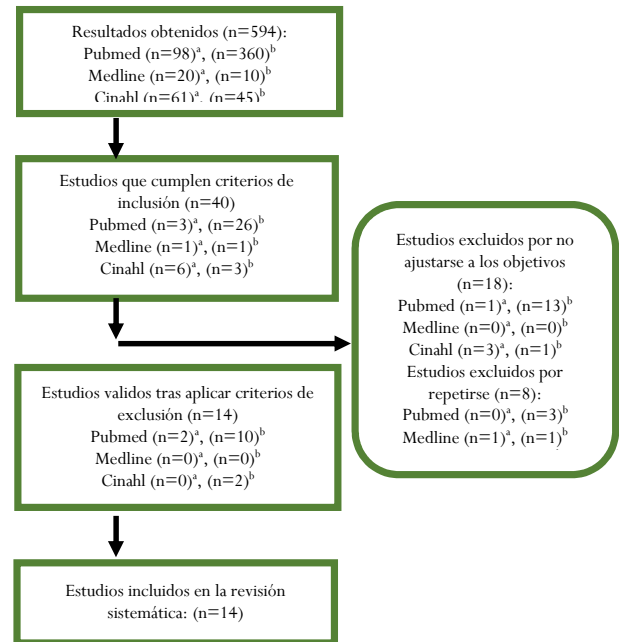 Resultados obtenidos (n=594):
Pubmed (n=98)ᵃ, (n=360)ᵇ
Medline (n=20)ᵃ, (n=10)ᵇ
Cinahl (n=61)ᵃ, (n=45)ᵇ
Estudios que cumplen criterios de
inclusión (n=40)
Pubmed (n=3)ᵃ, (n=26)ᵇ
Medline (n=1)ᵃ, (n=1)ᵇ
Cinahl (n=6)ᵃ, (n=3)ᵇ
Estudios excluidos por no
ajustarse a los objetivos
(n=18):
Pubmed (n=1)ᵃ, (n=13)ᵇ
Medline (n=0)ᵃ, (n=0)ᵇ
Cinahl (n=3)ᵃ, (n=1)ᵇ
Estudios excluidos por
repetirse (n=8):
Pubmed (n=0)ᵃ, (n=3)ᵇ
Medline (n=1)ᵃ, (n=1)ᵇ
Estudios validos tras aplicar criterios de
exclusión (n=14)
Pubmed (n=2)ᵃ, (n=10)ᵇ
Medline (n=0)ᵃ, (n=0)ᵇ
Cinahl (n=0)ᵃ, (n=2)ᵇ
Estudios incluidos en la revisión
sistemática: (n=14)